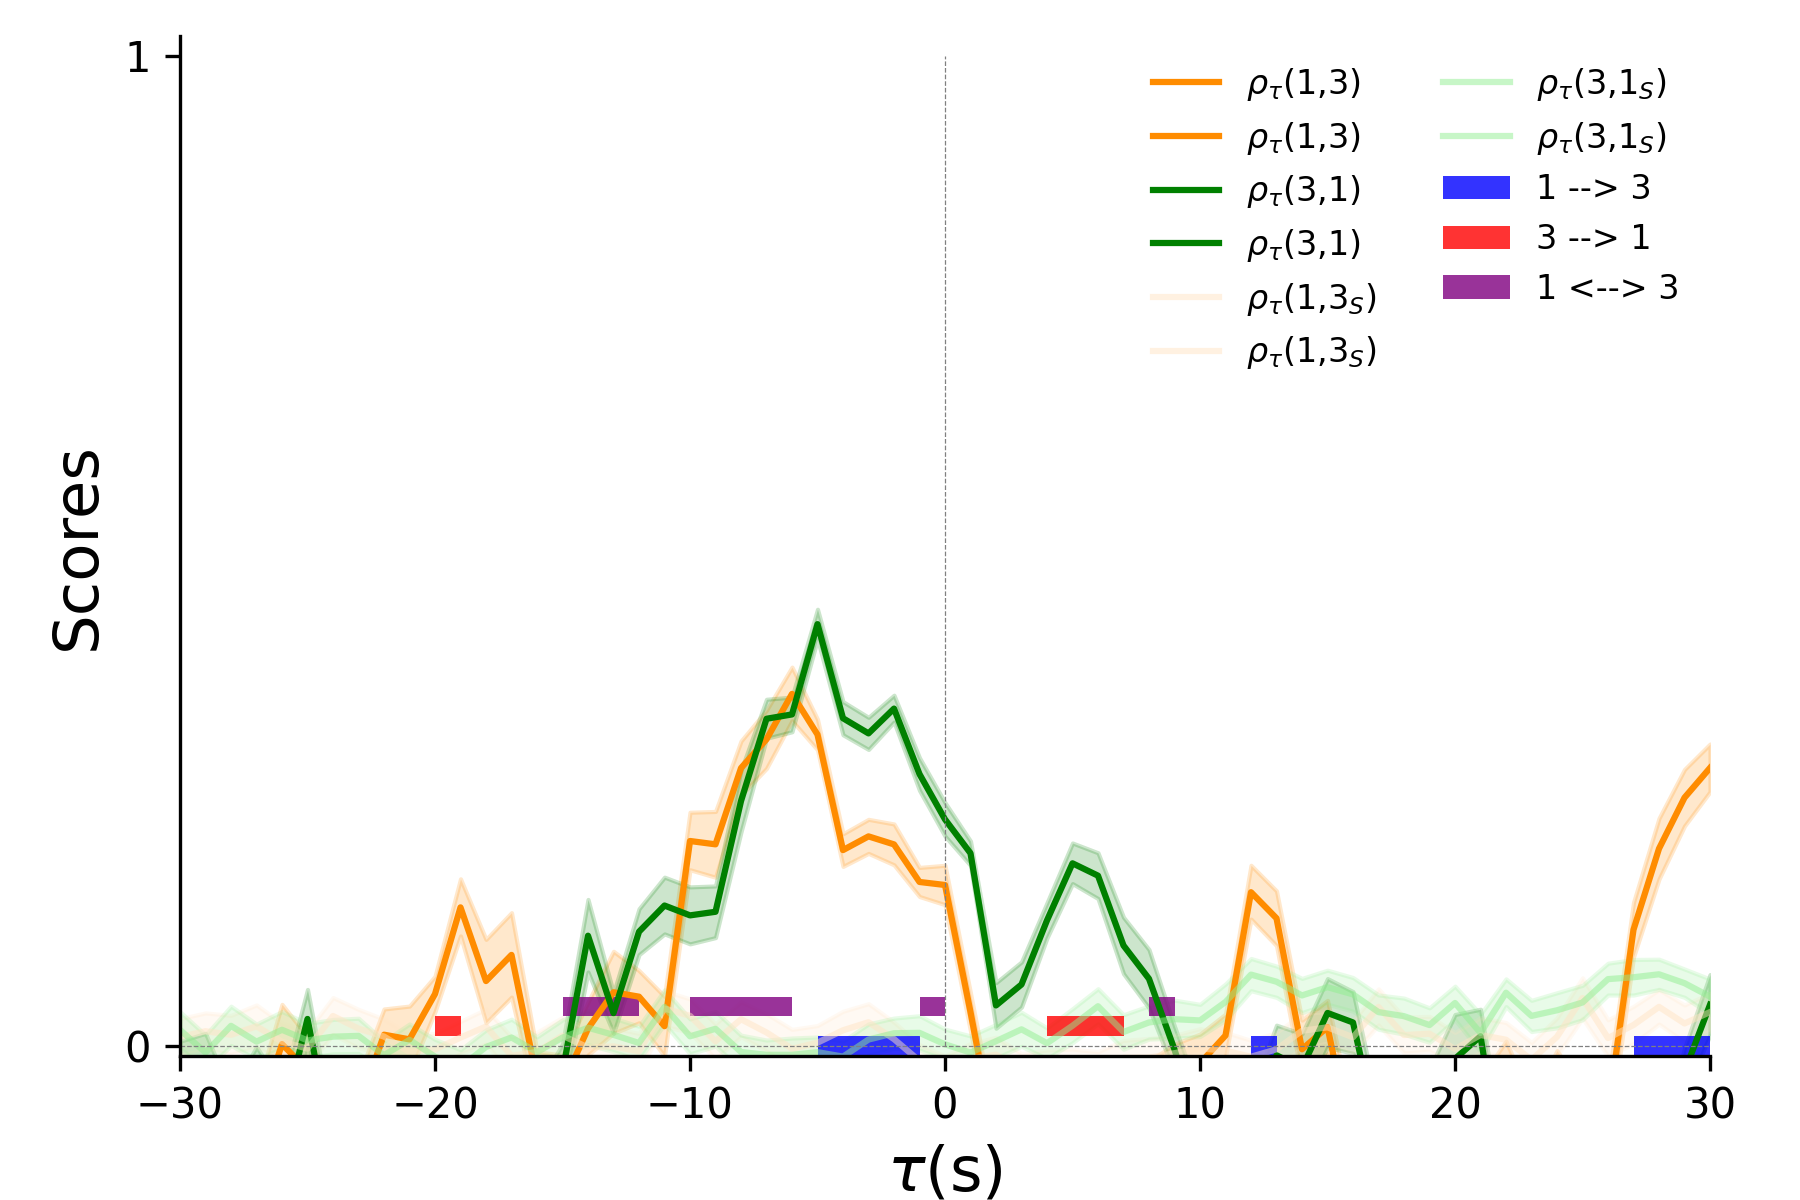 Scores
1
0
ρτ(1,3)
ρτ(1,3)
ρτ(3,1)
ρτ(3,1)
ρτ(1,3S)
ρτ(1,3S)
ρτ(3,1S)
ρτ(3,1S)
1 --> 3
3 --> 1
1 <--> 3
−30 −20 −10 0 10 20 30
τ(s)